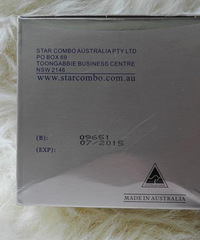 STAR COMBO AUSTRALIA PTY LTD
PO BOX 69
TOONGABBIE BUSINESS CENTRE
NSW 2146
www.starcombo.com.au
(B): 09651
(EXP): 07/2015
MADE IN AUSTRALIA